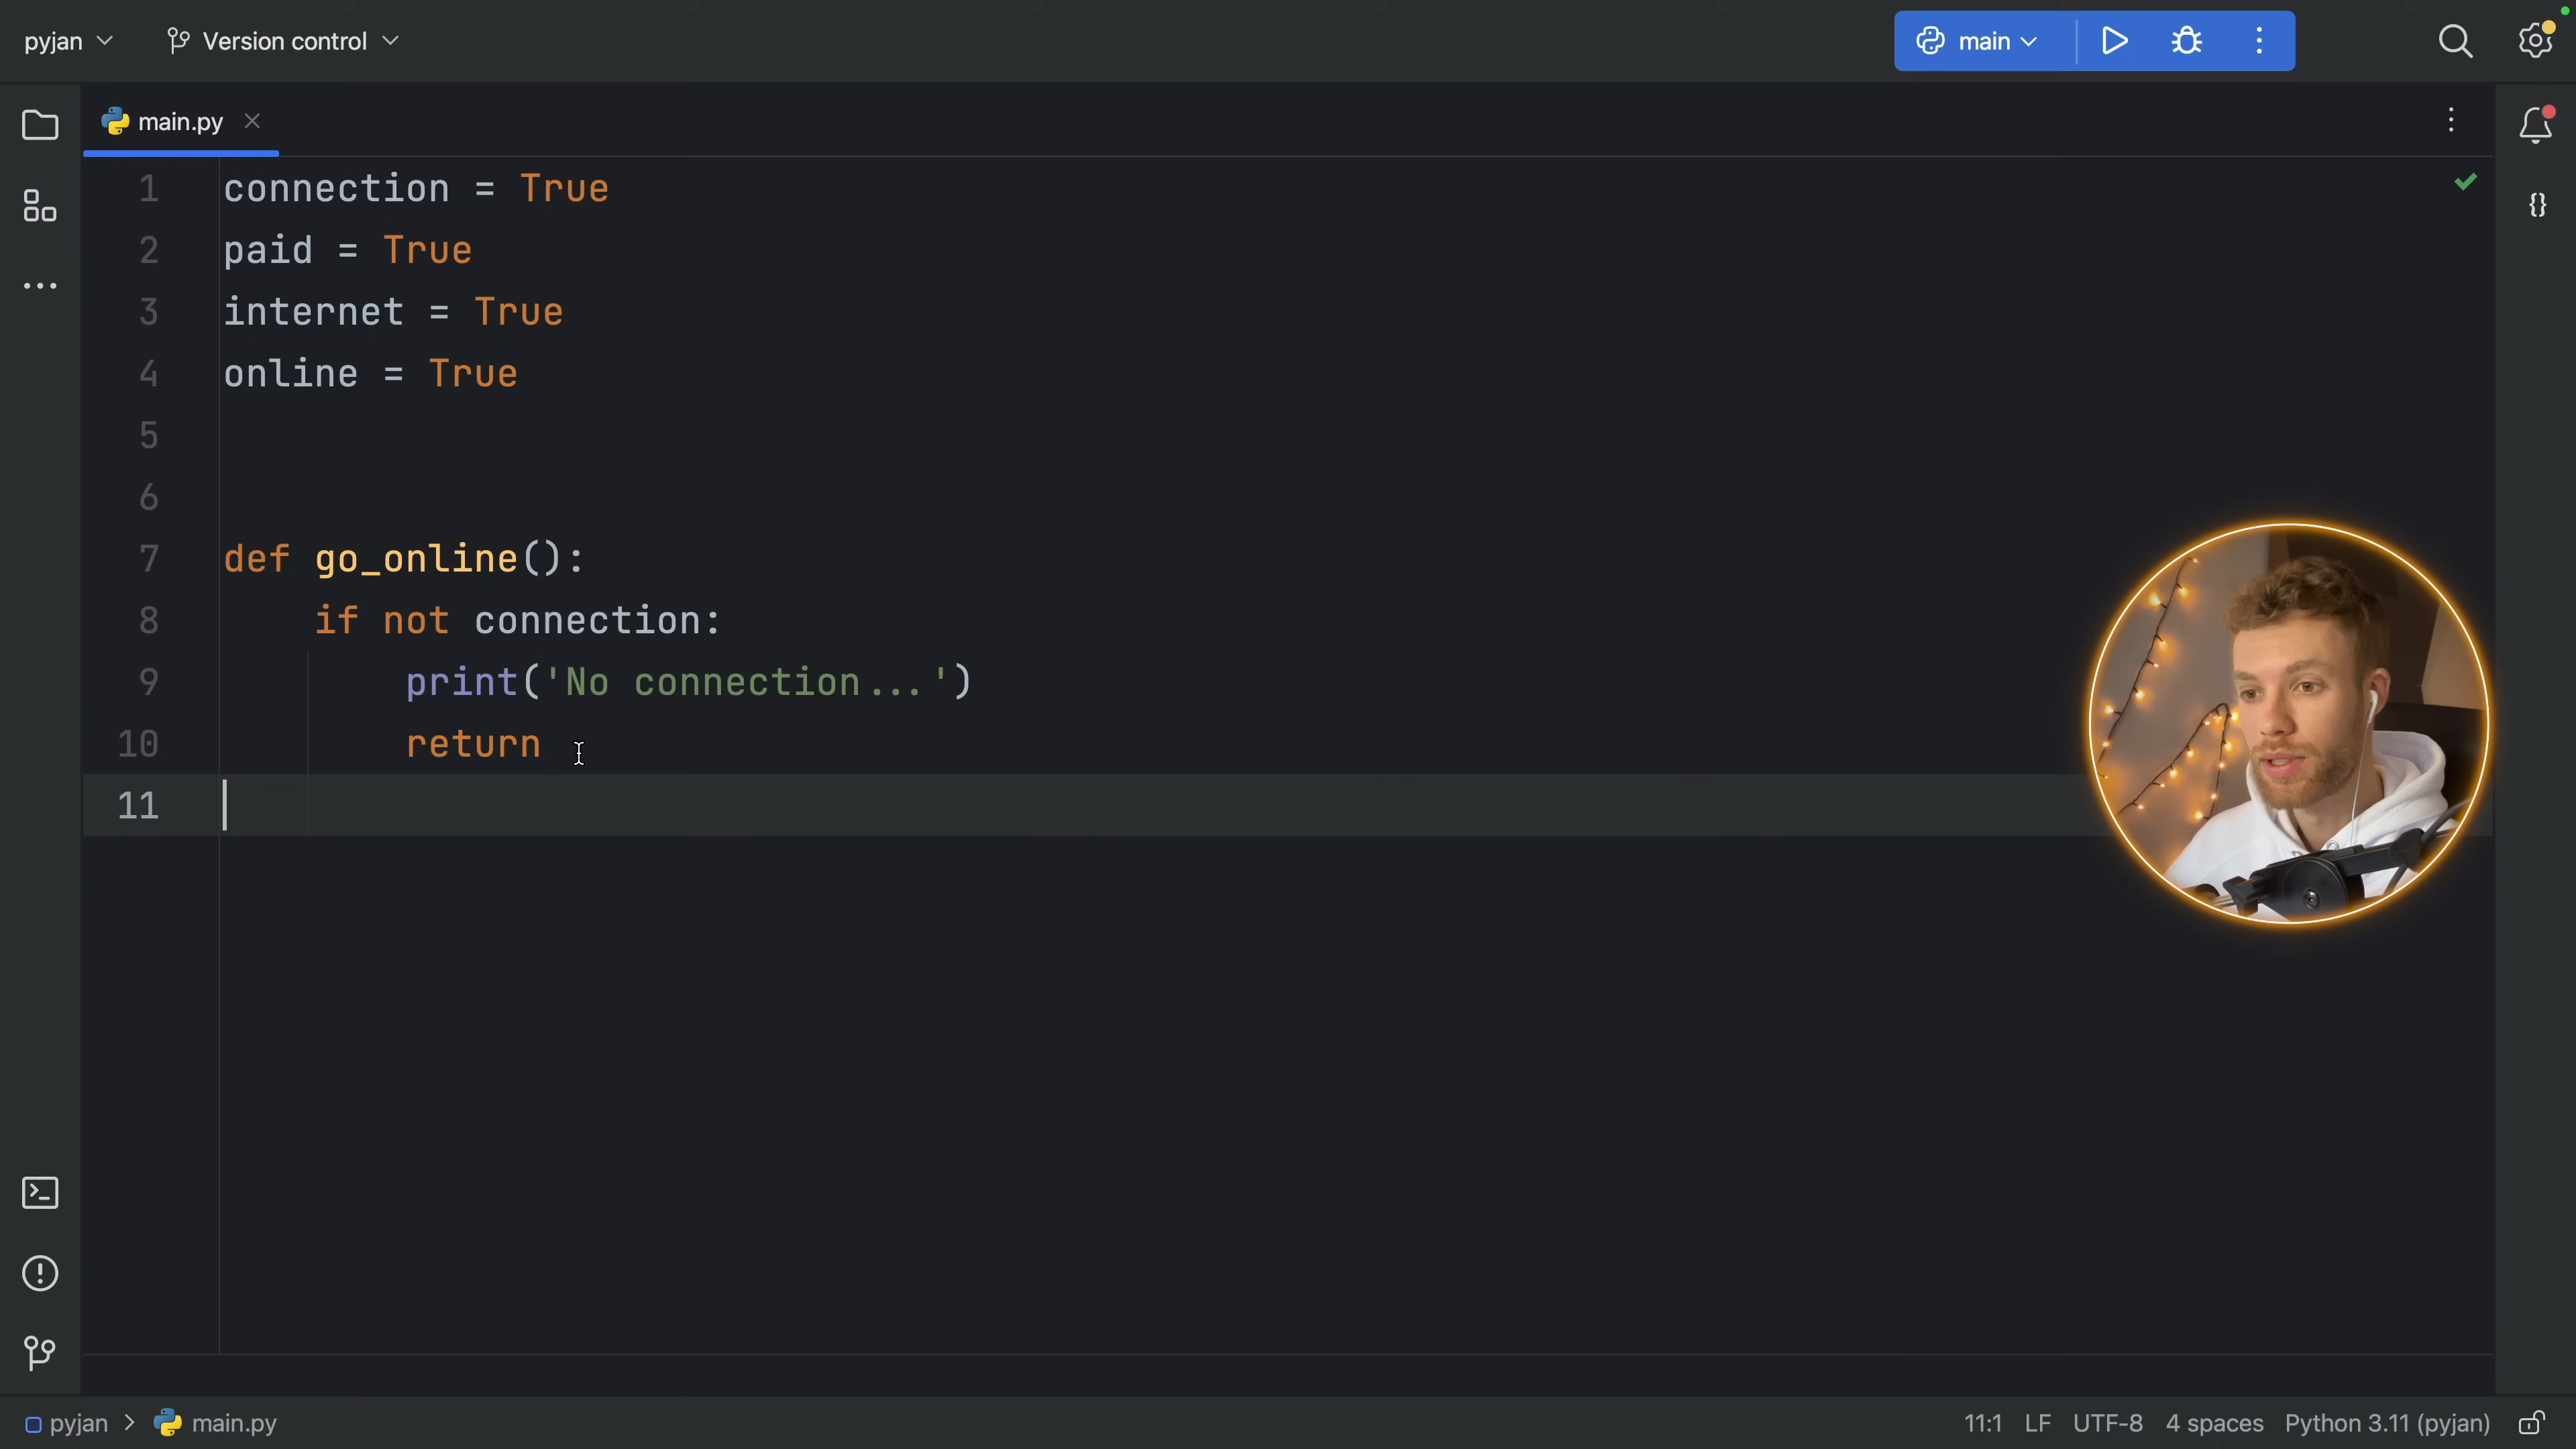 pyjan Version control main
main.py
1 connection = True
2 paid = True
3 internet = True
4 online = True
5
6
7 def go_online():
8 if not connection:
9 print('No connection...')
10 return
11
pyjan > main.py 11:1 LF UTF-8 4 spaces Python 3.11 (pyjan)